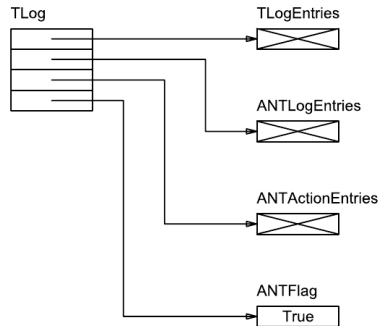 TLog
TLogEntries
ANTLogEntries
ANTActionEntries
ANTFlag
True